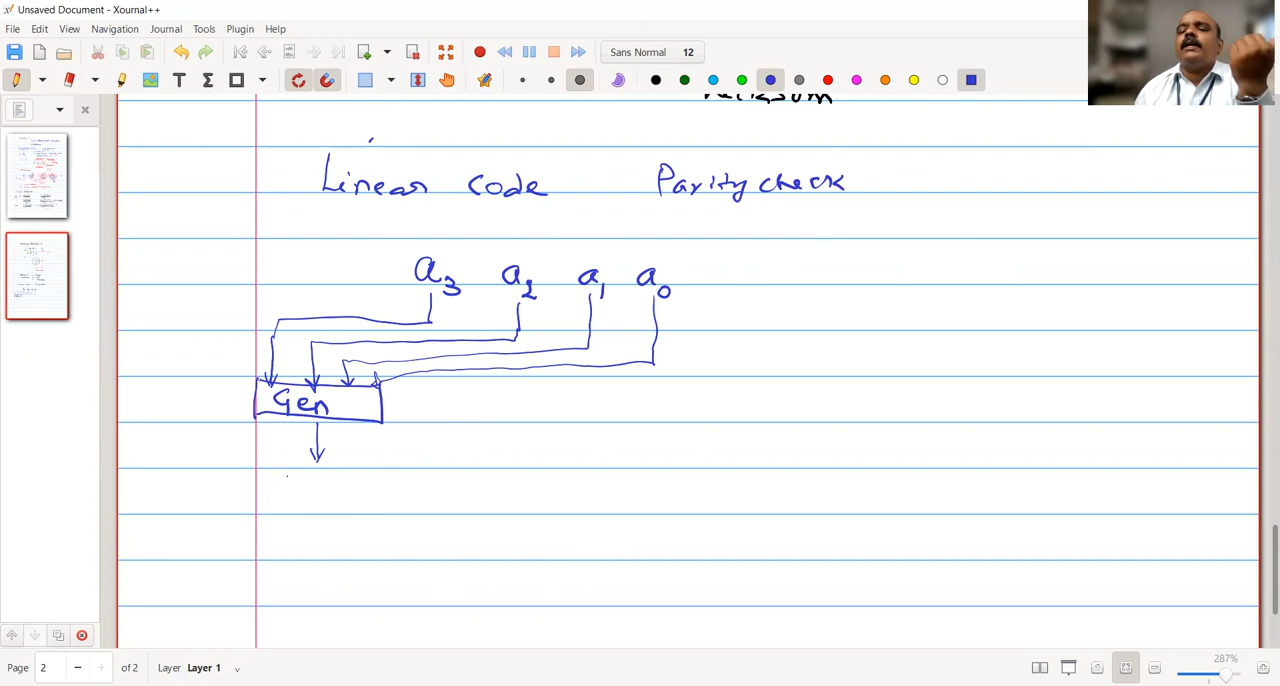 Unsaved Document - Xournal++
File Edit View Navigation Journal Tools Plugin Help
Sans Normal 12
Linear code Parity check
a3 a2 a1 a0
Gen
Page 2 of 2 Layer Layer 1
287%